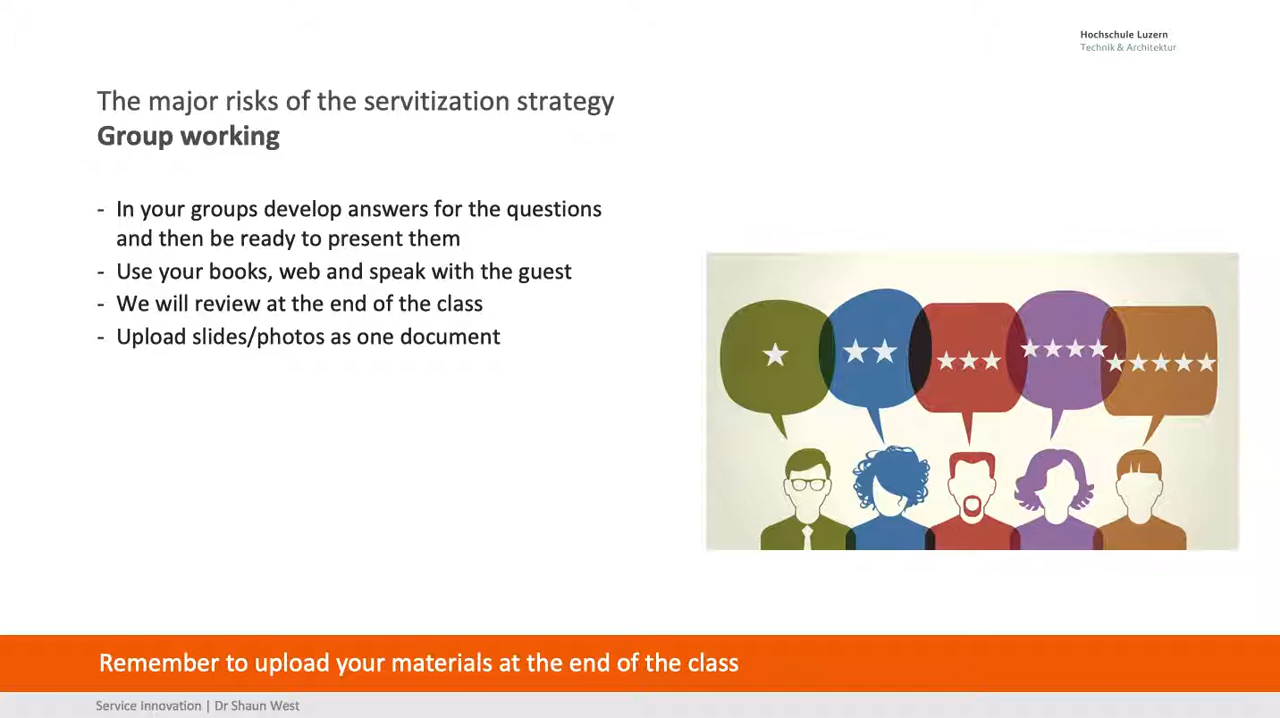 Hochschule Luzern
Technik & Architektur
The major risks of the servitization strategy
Group working
- In your groups develop answers for the questions
and then be ready to present them
- Use your books, web and speak with the guest
- We will review at the end of the class
- Upload slides/photos as one document
Remember to upload your materials at the end of the class
Service Innovation | Dr Shaun West